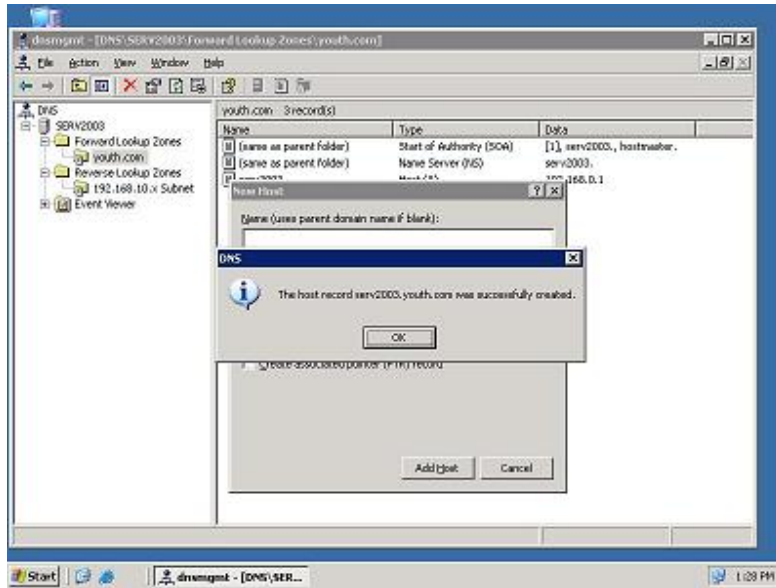 dnsmgmt - [DNS\SERV2003\Forward Lookup Zones\youth.com]
File Action View Window Help
DNS
SERV2003
Forward Lookup Zones
youth.com
Reverse Lookup Zones
192.168.10.x Subnet
Event Viewer
youth.com 3 record(s)
Name Type Data
(same as parent folder) Start of Authority (SOA) [1], serv2003., hostmaster.
(same as parent folder) Name Server (NS) serv2003.
serv2003 Host (A) 192.168.0.1
New Host
Name (uses parent domain name if blank):
DNS
The host record serv2003.youth.com was successfully created.
OK
Create associated pointer (PTR) record
Add Host Cancel
Start dnsmgmt - [DNS\SER... 1:28 PM